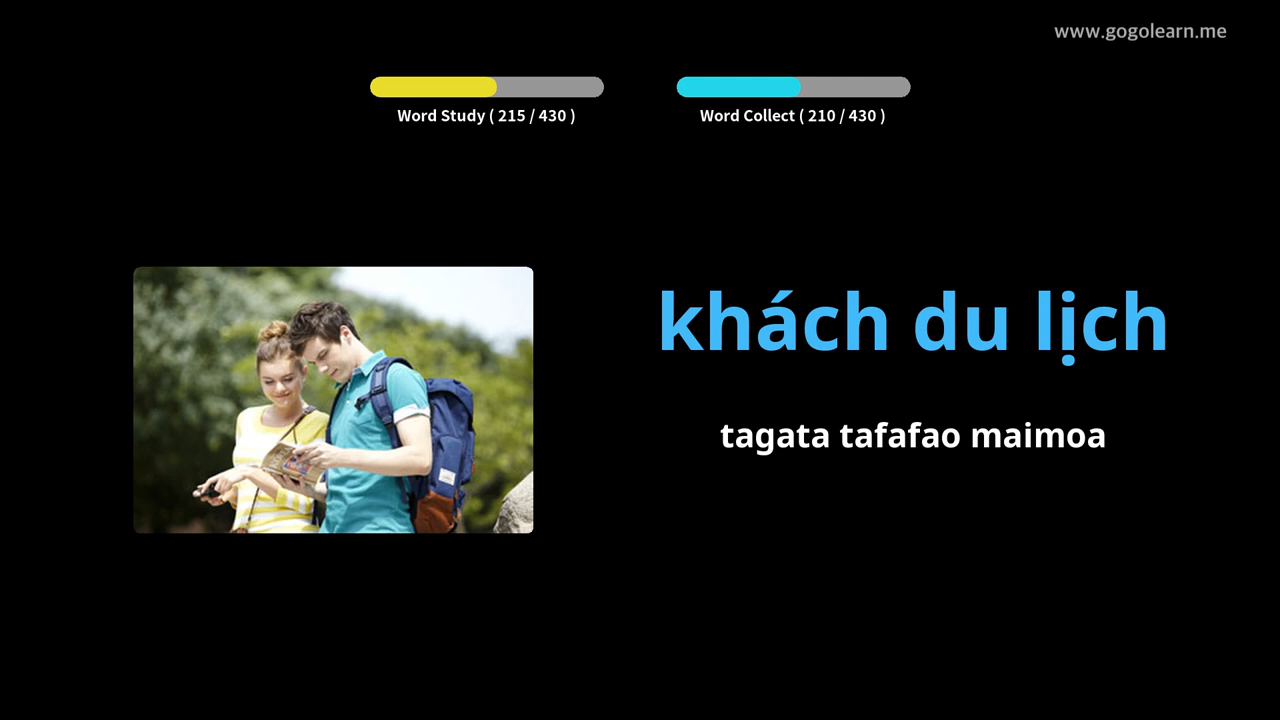 www.gogolearn.me
Word Study ( 215 / 430 )
Word Collect ( 210 / 430 )
khách du lịch
tagata tafafao maimoa